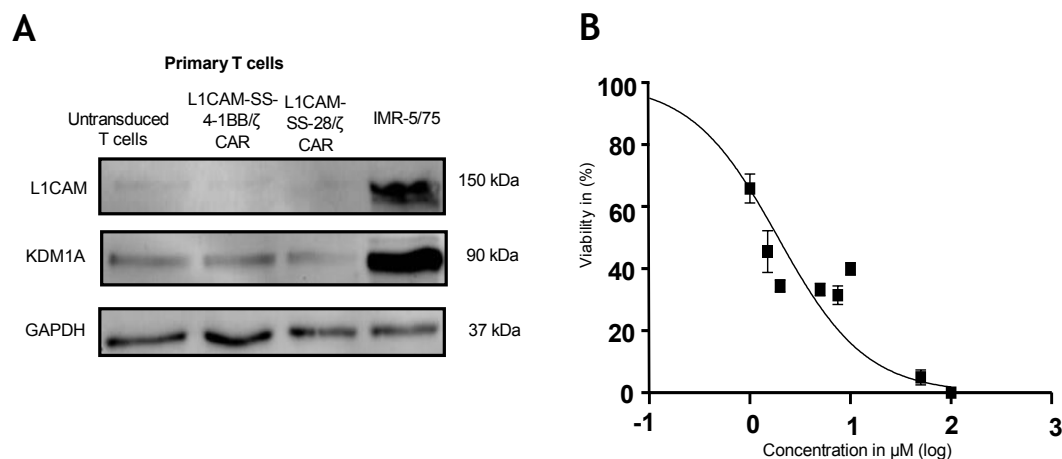 A
Primary T cells
Untransduced
T cells
L1CAM-SS-
4-1BB/ζ
CAR
L1CAM-
SS-28/ζ
CAR
IMR-5/75
L1CAM
150 kDa
KDM1A
90 kDa
GAPDH
37 kDa
B
Viability in (%)
100
80
60
40
20
0
-1
0
1
2
3
Concentration in µM (log)